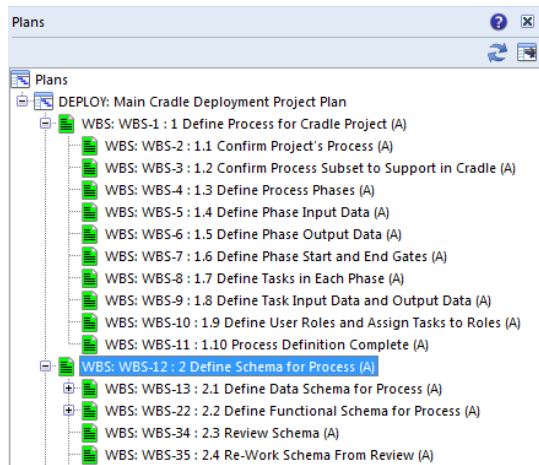 Plans
Plans
DEPLOY: Main Cradle Deployment Project Plan
WBS: WBS-1 : 1 Define Process for Cradle Project (A)
WBS: WBS-2 : 1.1 Confirm Project's Process (A)
WBS: WBS-3 : 1.2 Confirm Process Subset to Support in Cradle (A)
WBS: WBS-4 : 1.3 Define Process Phases (A)
WBS: WBS-5 : 1.4 Define Phase Input Data (A)
WBS: WBS-6 : 1.5 Define Phase Output Data (A)
WBS: WBS-7 : 1.6 Define Phase Start and End Gates (A)
WBS: WBS-8 : 1.7 Define Tasks in Each Phase (A)
WBS: WBS-9 : 1.8 Define Task Input Data and Output Data (A)
WBS: WBS-10 : 1.9 Define User Roles and Assign Tasks to Roles (A)
WBS: WBS-11 : 1.10 Process Definition Complete (A)
WBS: WBS-12 : 2 Define Schema for Process (A)
WBS: WBS-13 : 2.1 Define Data Schema for Process (A)
WBS: WBS-22 : 2.2 Define Functional Schema for Process (A)
WBS: WBS-34 : 2.3 Review Schema (A)
WBS: WBS-35 : 2.4 Re-Work Schema From Review (A)